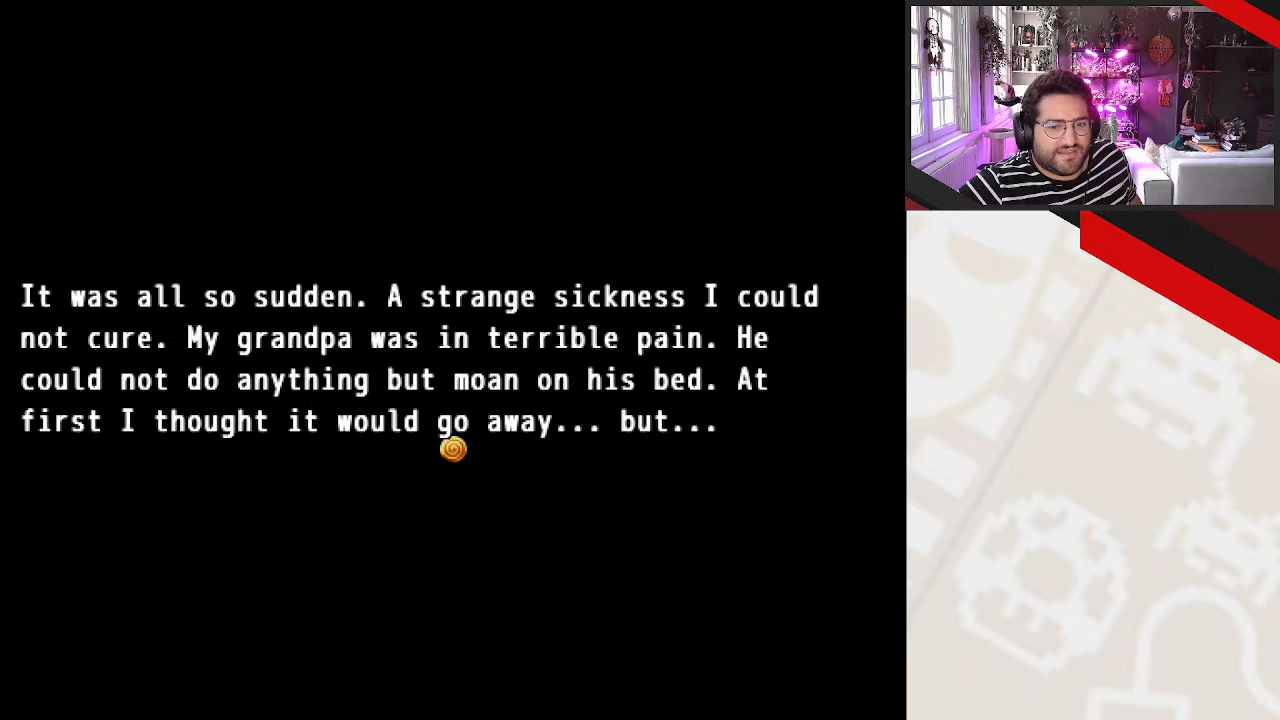 It was all so sudden. A strange sickness I could
not cure. My grandpa was in terrible pain. He
could not do anything but moan on his bed. At
first I thought it would go away... but...